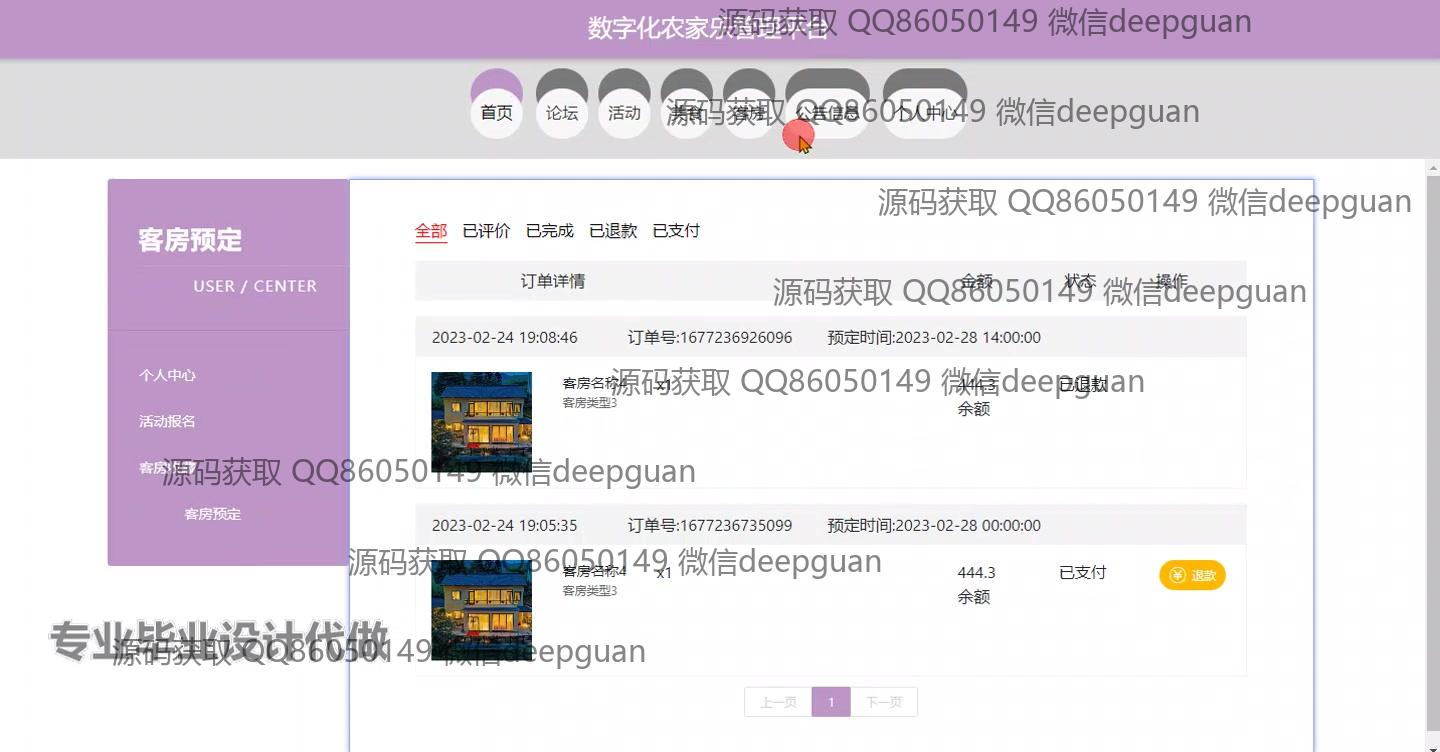 数字化农家乐管理平台
源码获取 QQ86050149 微信deepguan
首页 论坛 活动 美食 客房 公告信息 个人中心
源码获取 QQ86050149 微信deepguan
源码获取 QQ86050149 微信deepguan
客房预定
USER / CENTER
个人中心
活动报名
客房预定
客房预定
全部 已评价 已完成 已退款 已支付
订单详情 金额 状态 操作
源码获取 QQ86050149 微信deepguan
2023-02-24 19:08:46 订单号:1677236926096 预定时间:2023-02-28 14:00:00
客房名称4 x1 444.3 已退款
源码获取 QQ86050149 微信deepguan
客房类型3 余额
源码获取 QQ86050149 微信deepguan
2023-02-24 19:05:35 订单号:1677236735099 预定时间:2023-02-28 00:00:00
源码获取 QQ86050149 微信deepguan
客房名称4 x1 444.3 已支付 退款
客房类型3 余额
专业毕业设计代做
源码获取 QQ86050149 微信deepguan
上一页 1 下一页